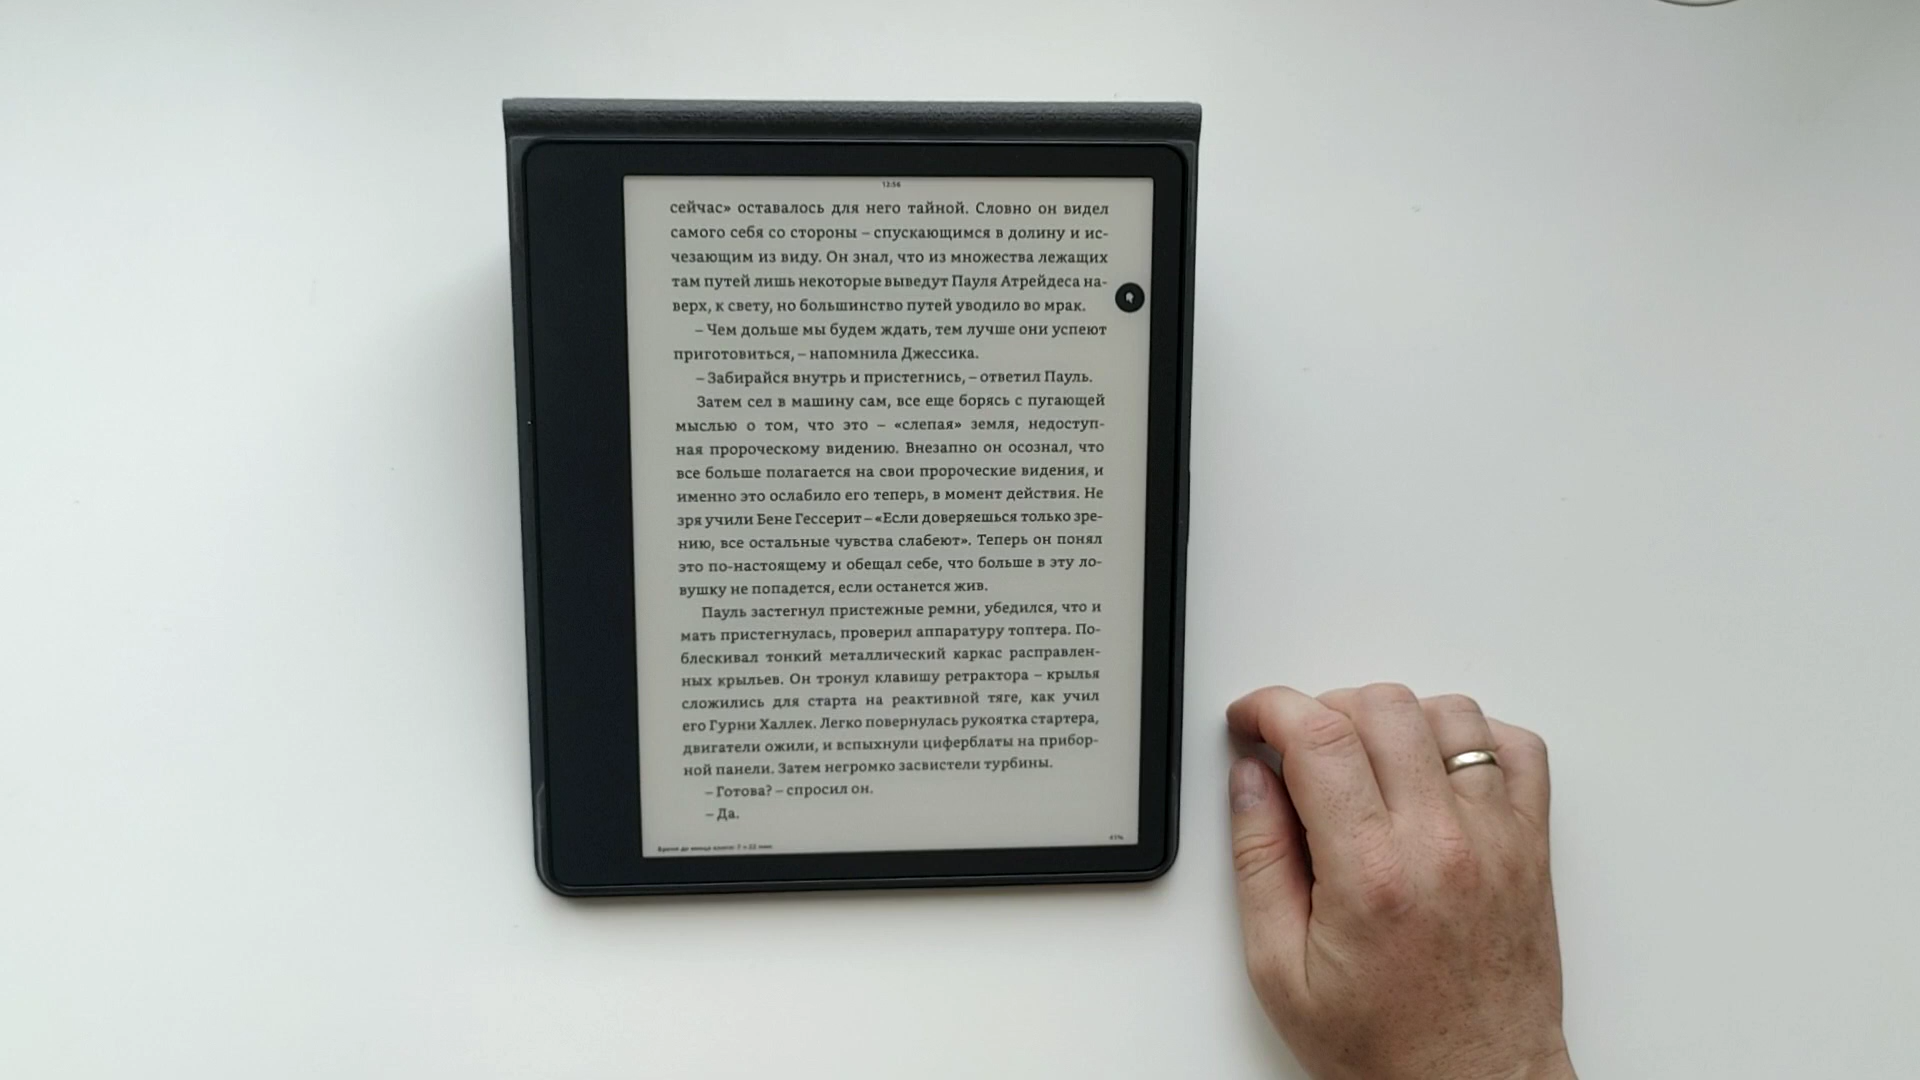 12:56
сейчас» оставалось для него тайной. Словно он видел
самого себя со стороны – спускающимся в долину и ис-
чезающим из виду. Он знал, что из множества лежащих
там путей лишь некоторые выведут Пауля Атрейдеса на-
верх, к свету, но большинство путей уводило во мрак.
– Чем дольше мы будем ждать, тем лучше они успеют
приготовиться, – напомнила Джессика.
– Забирайся внутрь и пристегнись, – ответил Пауль.
Затем сел в машину сам, все еще борясь с пугающей
мыслью о том, что это – «слепая» земля, недоступ-
ная пророческому видению. Внезапно он осознал, что
все больше полагается на свои пророческие видения, и
именно это ослабило его теперь, в момент действия. Не
зря учили Бене Гессерит – «Если доверяешься только зре-
нию, все остальные чувства слабеют». Теперь он понял
это по-настоящему и обещал себе, что больше в эту ло-
вушку не попадется, если останется жив.
Пауль застегнул пристежные ремни, убедился, что и
мать пристегнулась, проверил аппаратуру топтера. По-
блескивал тонкий металлический каркас расправлен-
ных крыльев. Он тронул клавишу ретрактора – крылья
сложились для старта на реактивной тяге, как учил
его Гурни Халлек. Легко повернулась рукоятка стартера,
двигатели ожили, и вспыхнули циферблаты на прибор-
ной панели. Затем негромко засвистели турбины.
– Готова? – спросил он.
– Да.
Время до конца книги: 7 ч 22 мин